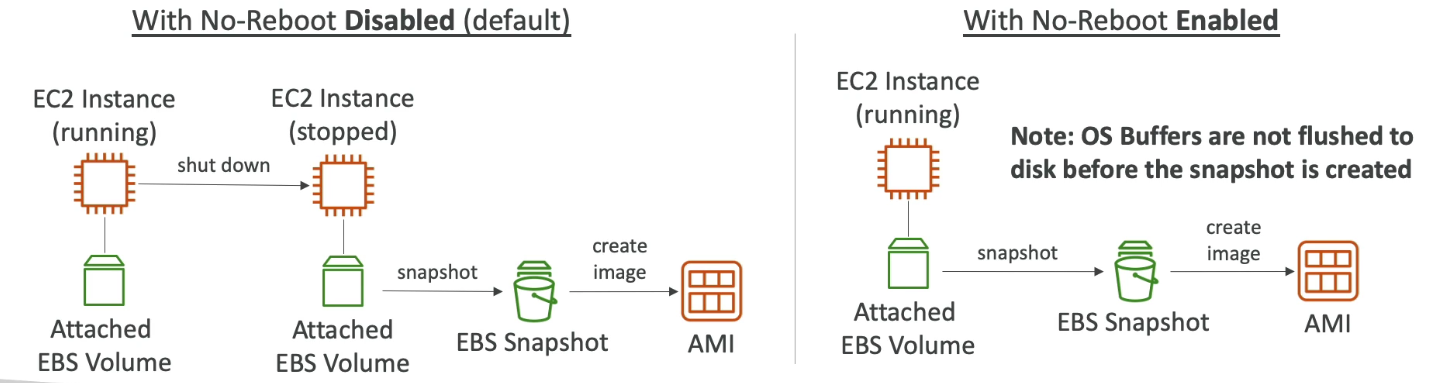 With No-Reboot Disabled (default)
EC2 Instance
(running)
EC2 Instance
(stopped)
shut down
snapshot
create
image
Attached
EBS Volume
Attached
EBS Volume
EBS Snapshot
AMI
With No-Reboot Enabled
EC2 Instance
(running)
Note: OS Buffers are not flushed to
disk before the snapshot is created
snapshot
create
image
Attached
EBS Volume
EBS Snapshot
AMI